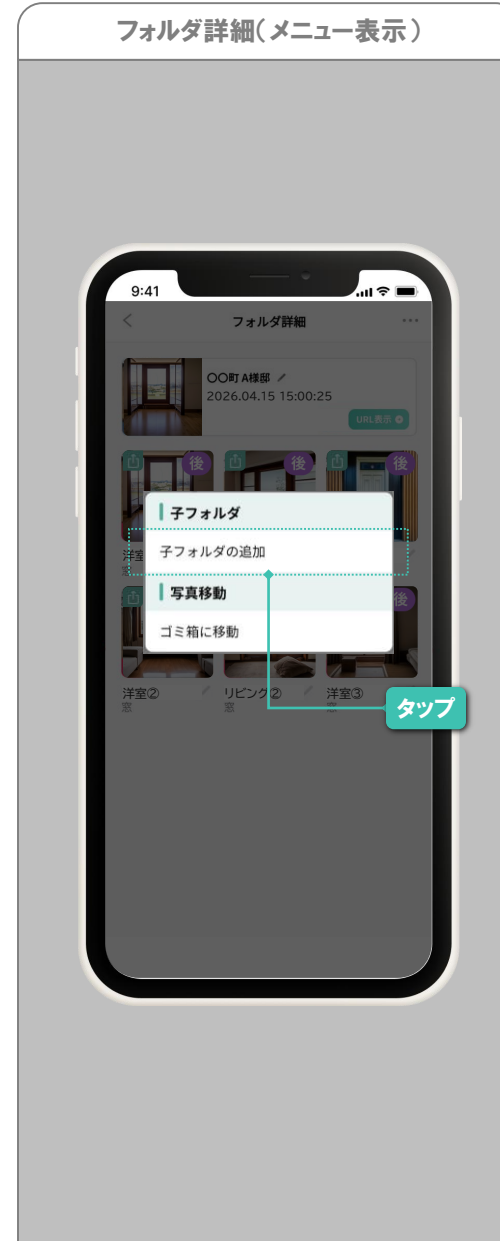 フォルダ詳細（メニュー表示）
9:41
フォルダ詳細
〇〇町 A様邸
2026.04.15 15:00:25
URL表示
後 後 後
子フォルダ
洋室
子フォルダの追加
写真移動
後
ゴミ箱に移動
洋室② リビング② 洋室③
窓 窓 窓
タップ